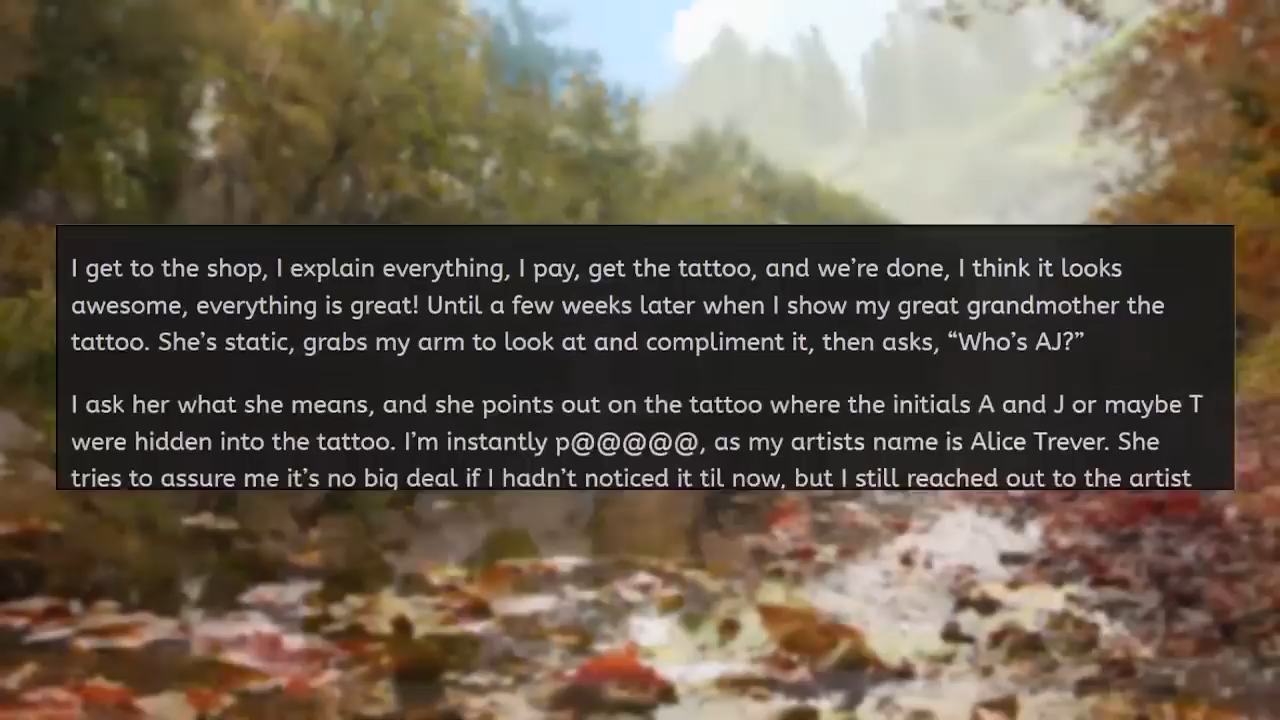 I get to the shop, I explain everything, I pay, get the tattoo, and we’re done, I think it looks
awesome, everything is great! Until a few weeks later when I show my great grandmother the
tattoo. She’s static, grabs my arm to look at and compliment it, then asks, “Who’s AJ?”
I ask her what she means, and she points out on the tattoo where the initials A and J or maybe T
were hidden into the tattoo. I’m instantly p@@@@@, as my artists name is Alice Trever. She
tries to assure me it’s no big deal if I hadn’t noticed it til now, but I still reached out to the artist